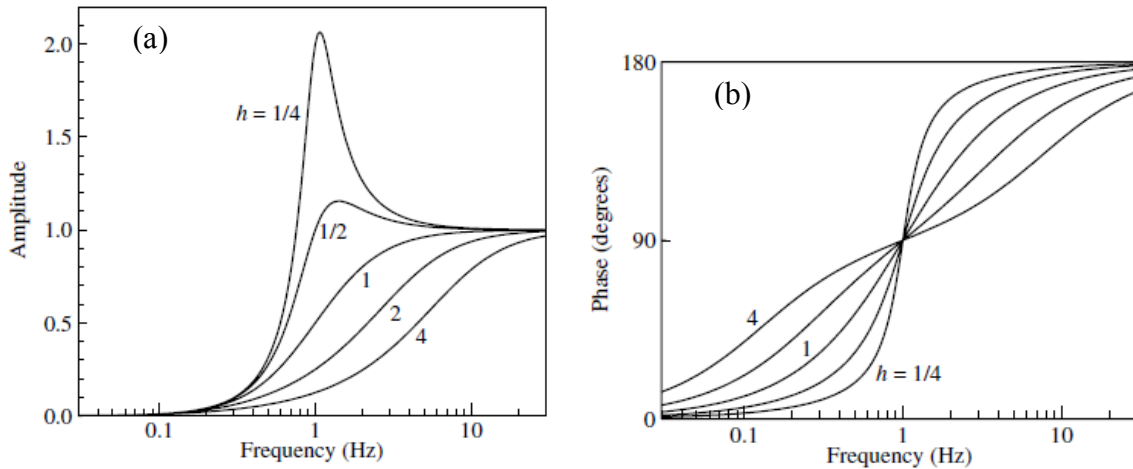 (a)
Amplitude
2.0
1.5
1.0
0.5
0.0
h = 1/4
1/2
1
2
4
0.1
1
10
Frequency (Hz)
(b)
Phase (degrees)
180
90
0
4
1
h = 1/4
0.1
1
10
Frequency (Hz)